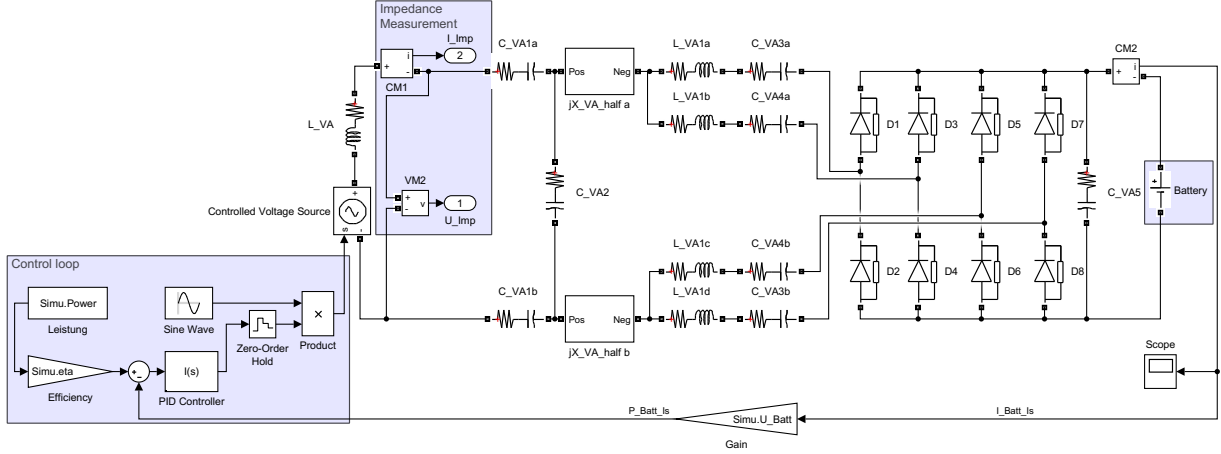 Impedance
Measurement
I_Imp
2
i
+
-
CM1
C_VA1a
Pos
Neg
jX_VA_half a
L_VA1a
C_VA3a
L_VA1b
C_VA4a
CM2
i
+
-
D1
D3
D5
D7
L_VA
VM2
+
-
v
1
U_Imp
C_VA2
C_VA5
+
Battery
Controlled Voltage Source
+
s
-
L_VA1c
C_VA4b
D2
D4
D6
D8
Control loop
Simu.Power
Leistung
Sine Wave
Zero-Order
Hold
×
Product
C_VA1b
Pos
Neg
jX_VA_half b
L_VA1d
C_VA3b
Simu.eta
Efficiency
+
-
I(s)
PID Controller
Scope
P_Batt_Is
Simu.U_Batt
Gain
I_Batt_Is